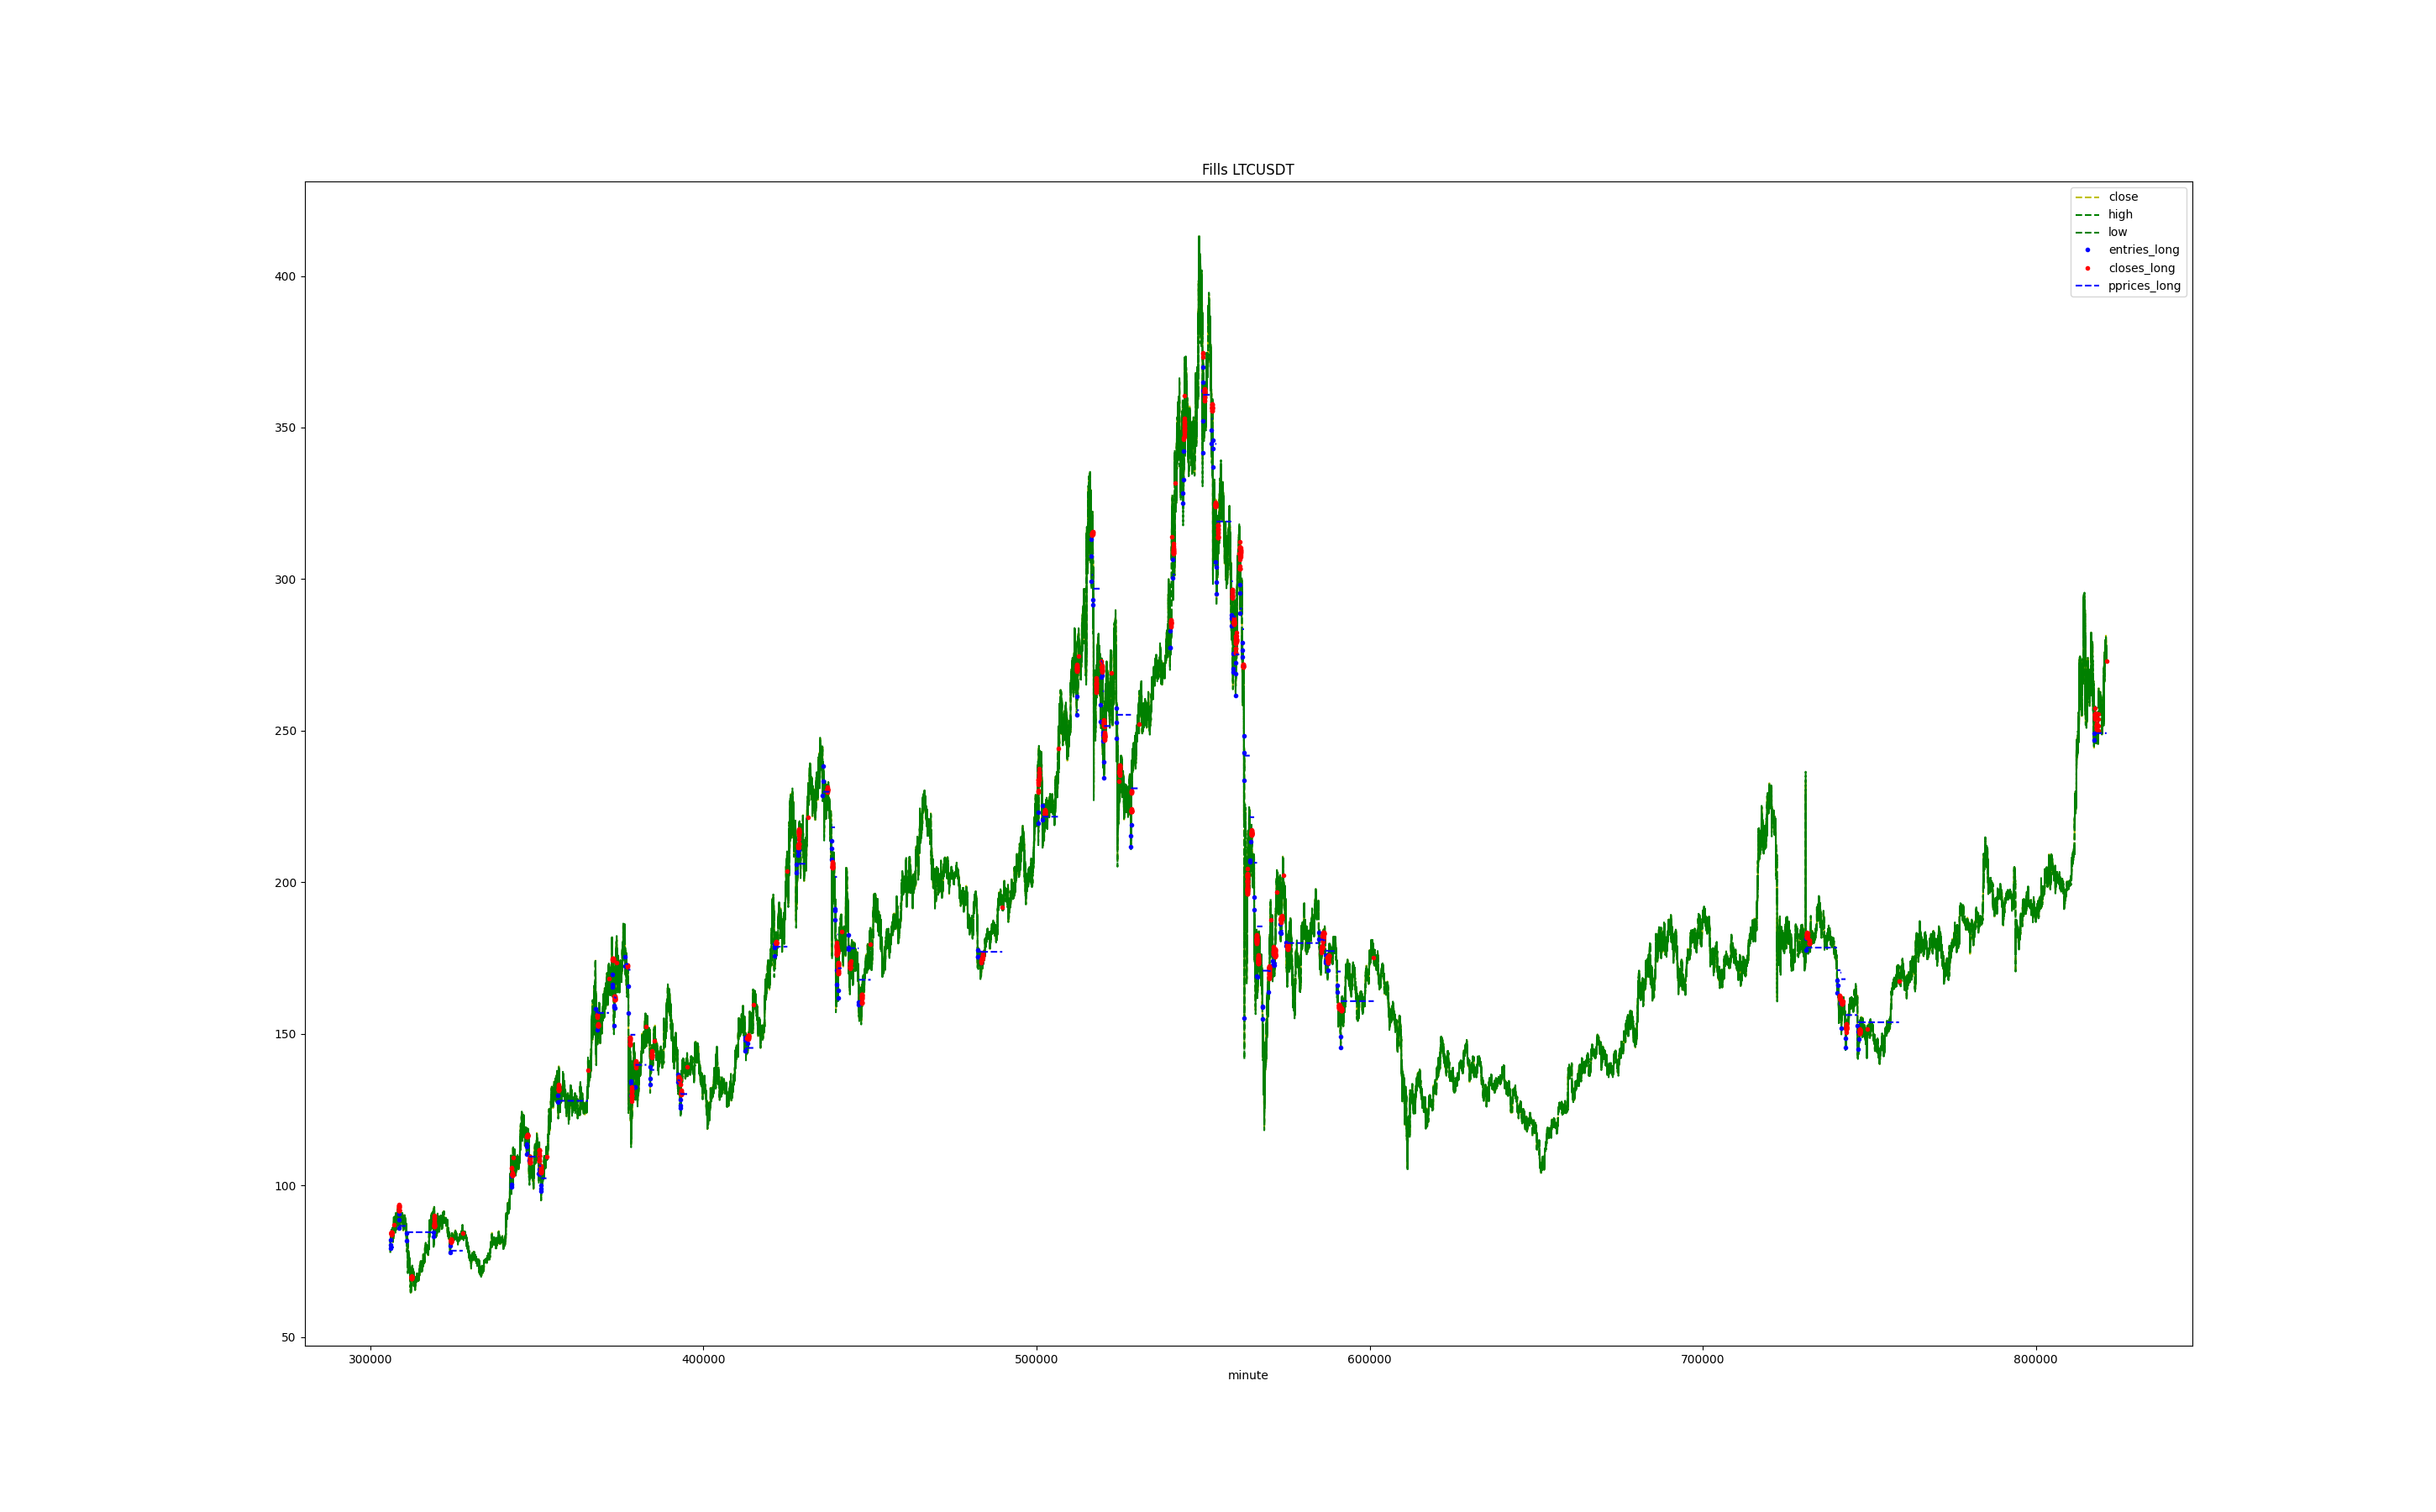 Fills LTCUSDT
close
high
low
entries_long
closes_long
pprices_long
400
350
300
250
200
150
100
50
300000 400000 500000 600000 700000 800000
minute